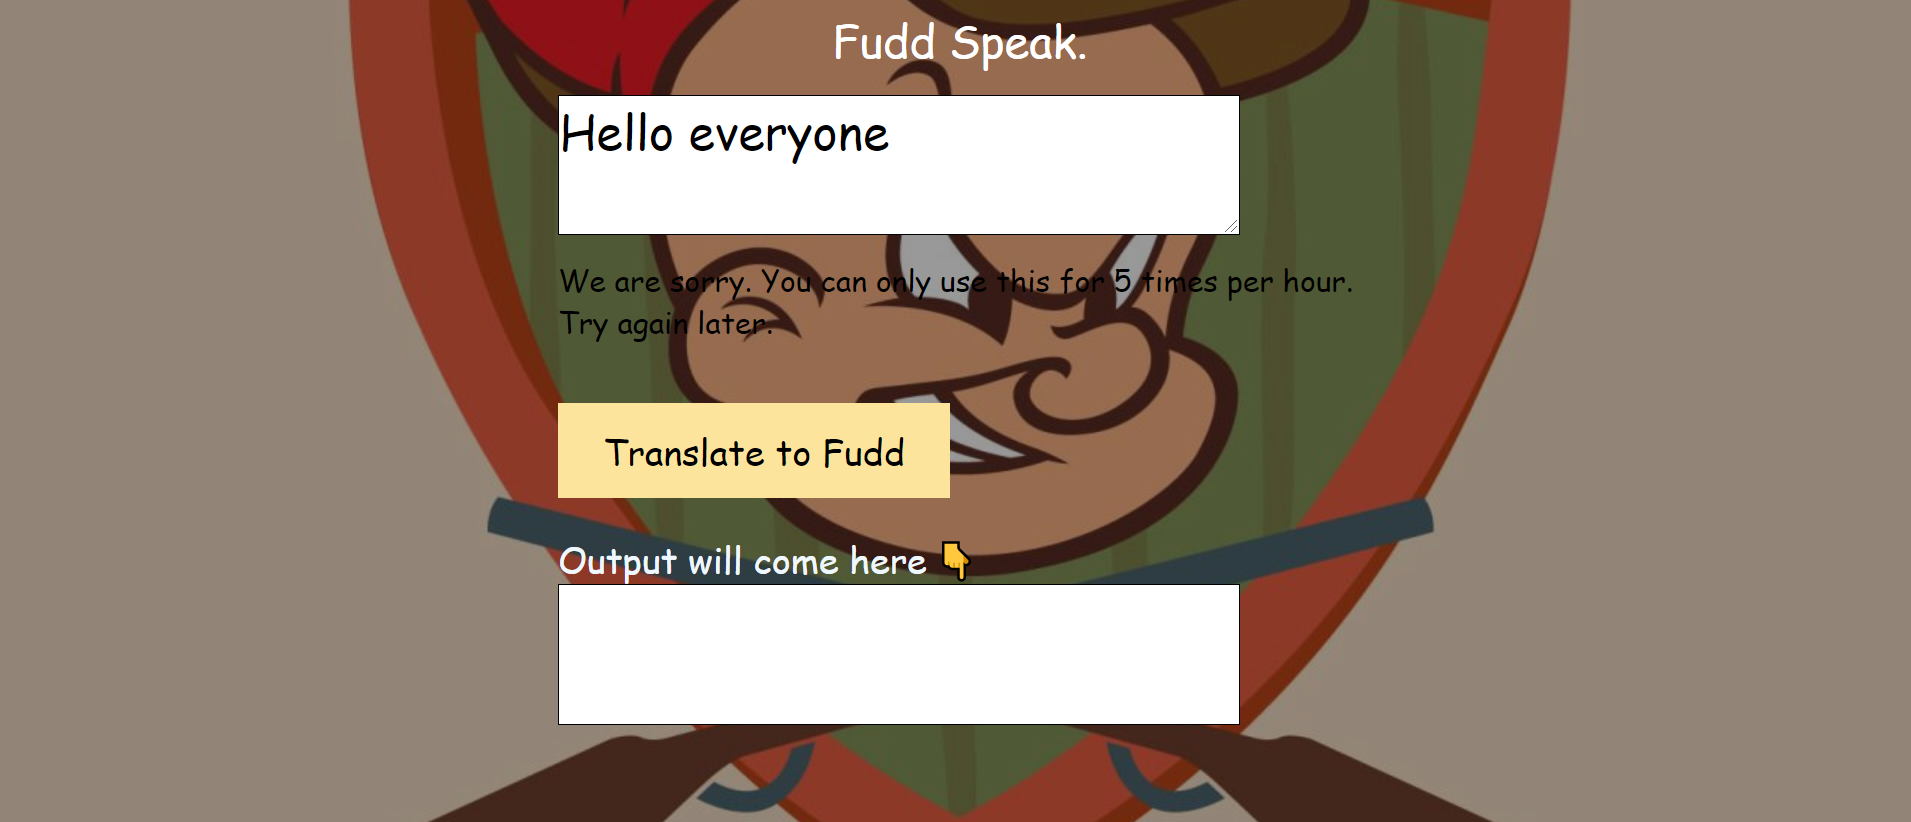 Fudd Speak.
Hello everyone
We are sorry. You can only use this for 5 times per hour.
Try again later.
Translate to Fudd
Output will come here 👇